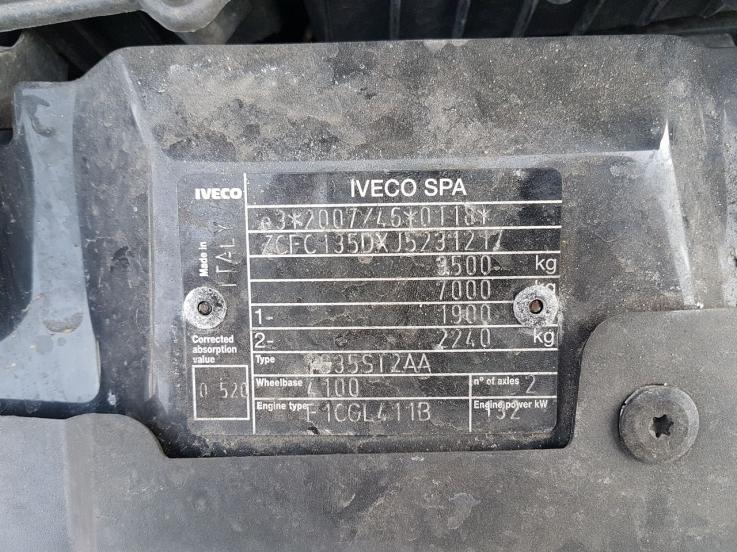 IVECO
IVECO SPA
e3*2007/46*0118*
ZCFC135DXJ5231217
3500 kg
7000 kg
1- 1900
2- 2240 kg
Made in ITALY
Corrected absorption value
0 520
Type
Wheelbase 4100 n° of axles 2
Engine type F1CGL411B Engine power kW 132